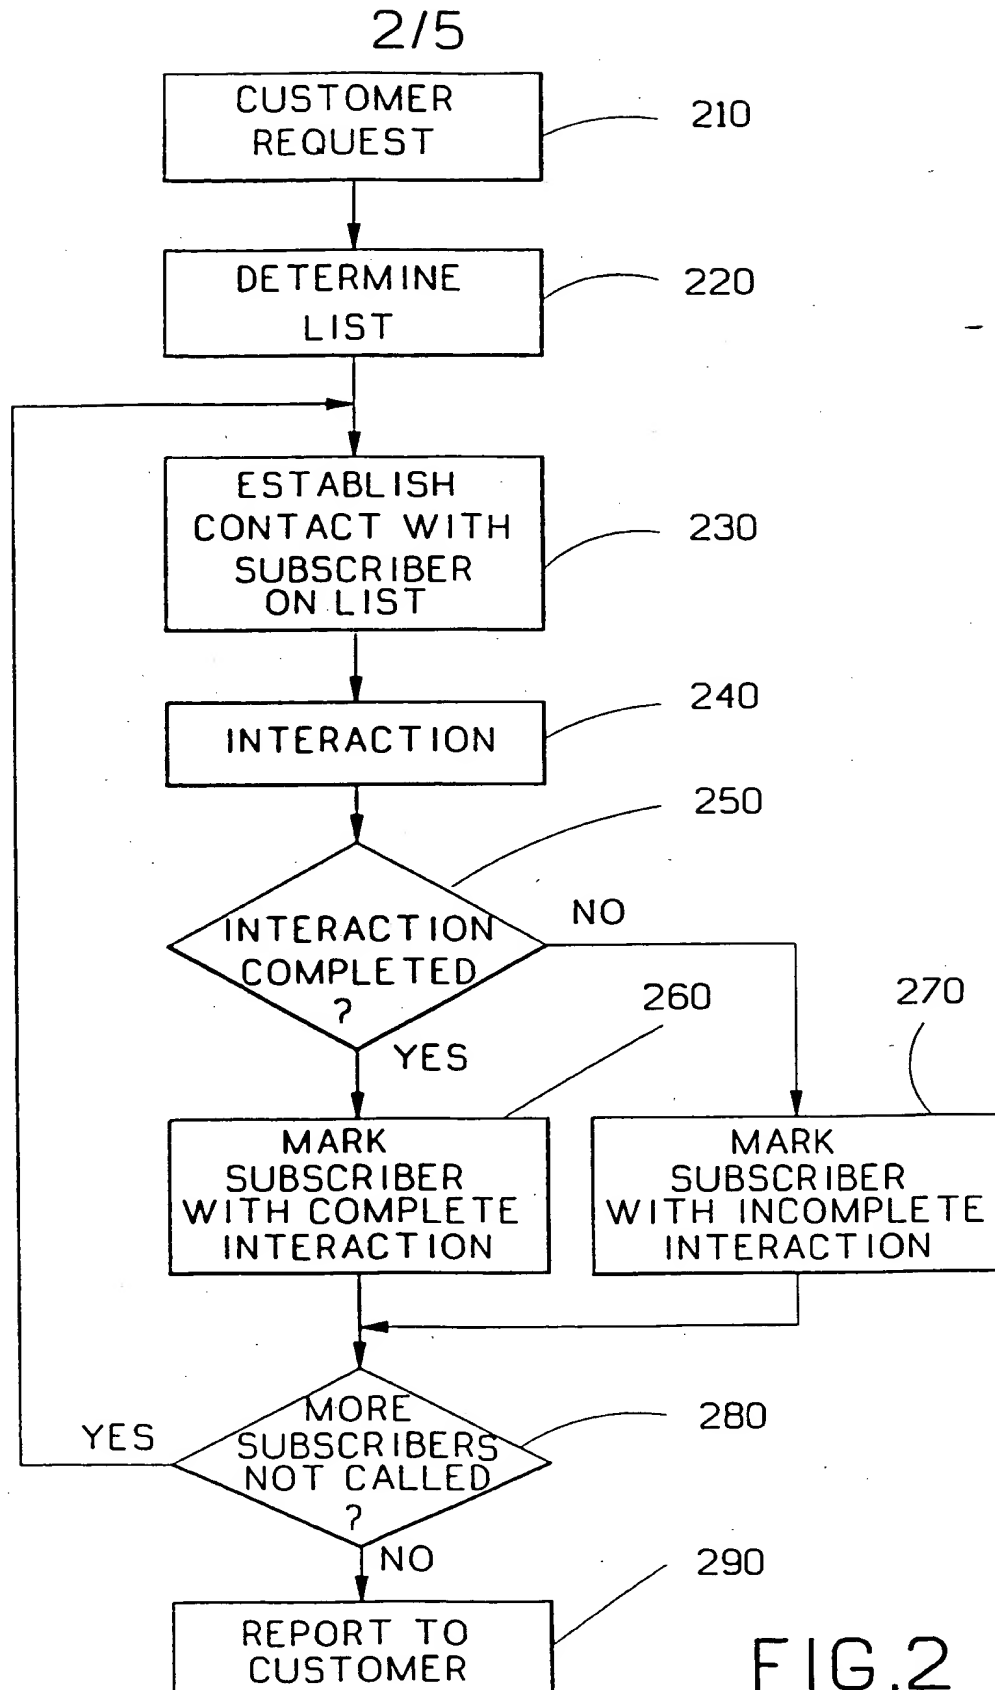 2/5
CUSTOMER
REQUEST
210
DETERMINE
LIST
220
ESTABLISH
CONTACT WITH
SUBSCRIBER
ON LIST
230
INTERACTION
240
250
INTERACTION
COMPLETED
?
NO
YES
260
270
MARK
SUBSCRIBER
WITH COMPLETE
INTERACTION
MARK
SUBSCRIBER
WITH INCOMPLETE
INTERACTION
MORE
SUBSCRIBERS
NOT CALLED
?
YES
280
NO
290
REPORT TO
CUSTOMER
FIG.2